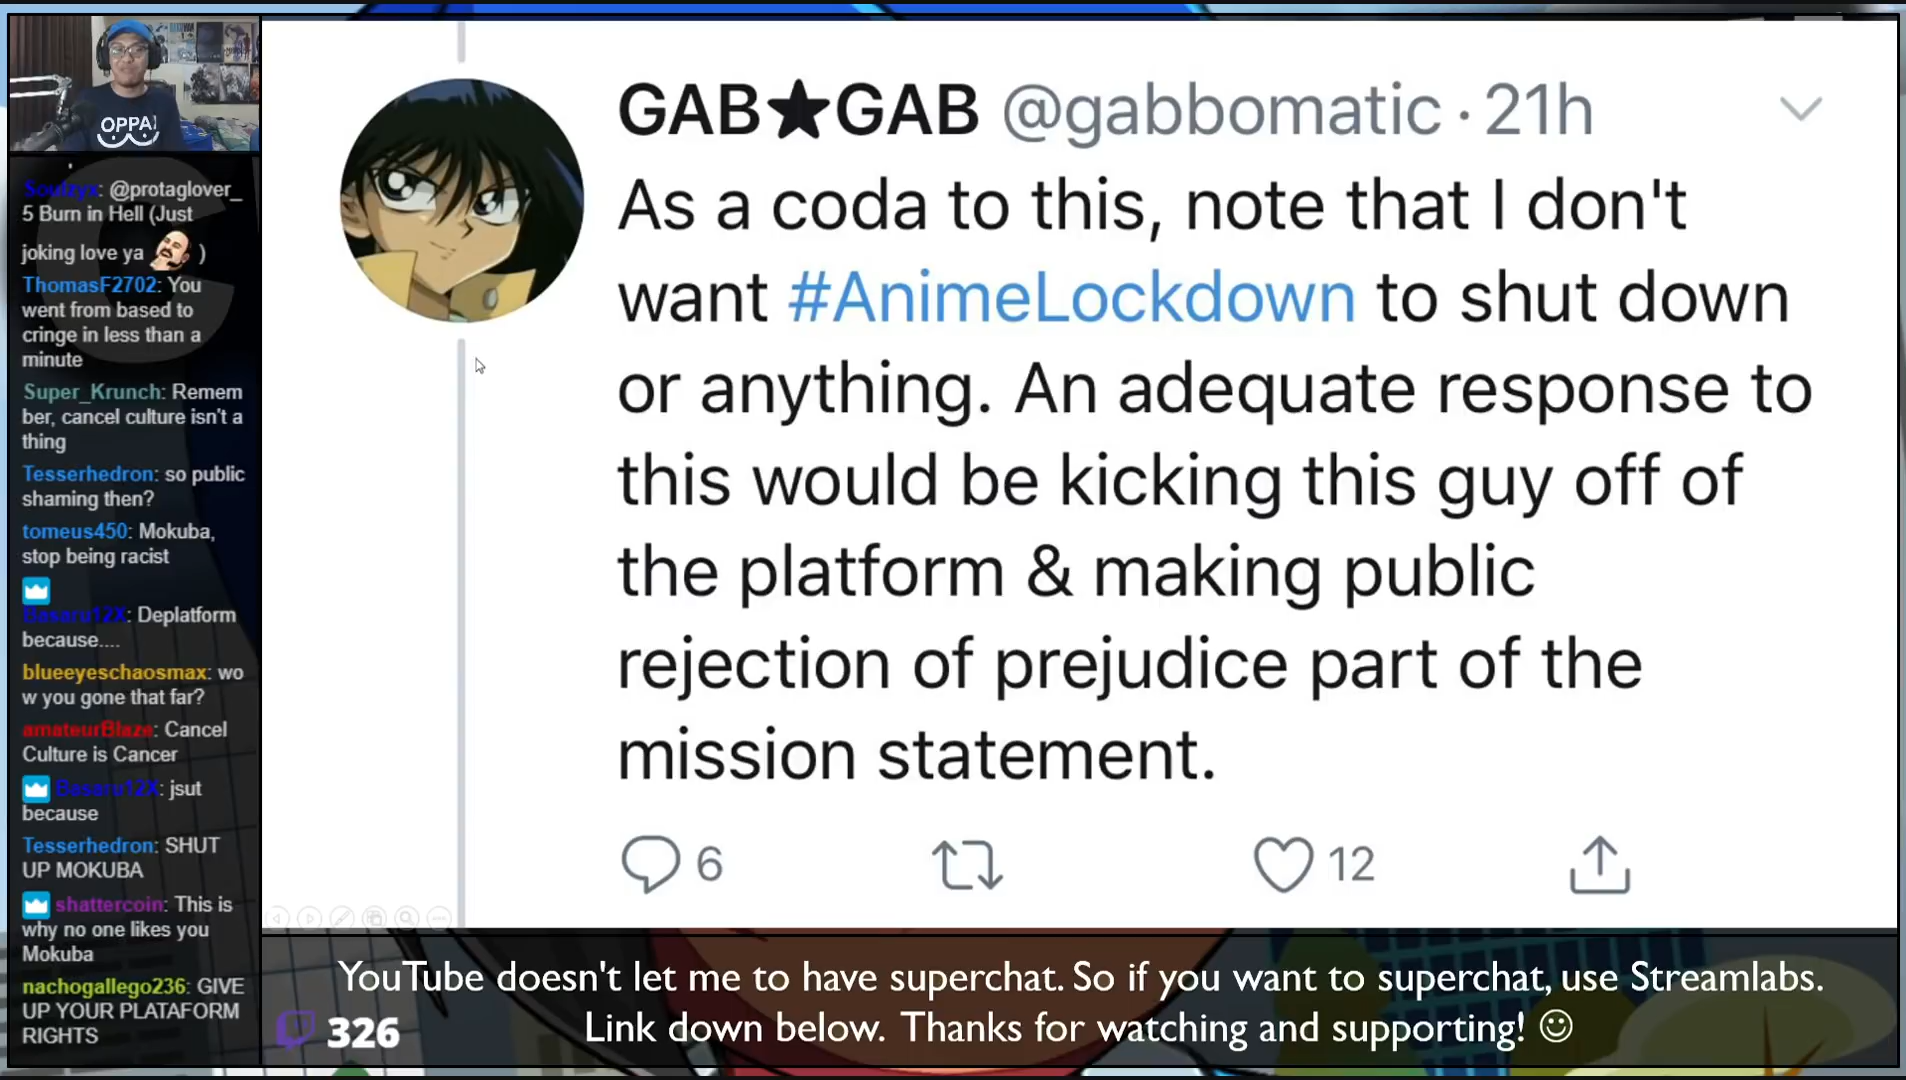 OPPAI
Soulzyx: @protaglover_
5 Burn in Hell (Just
joking love ya )
ThomasF2702: You
went from based to
cringe in less than a
minute
Super_Krunch: Remem
ber, cancel culture isn't a
thing
Tesserhedron: so public
shaming then?
tomeus450: Mokuba,
stop being racist
Basaru12X: Deplatform
because....
blueeyeschaosmax: wo
w you gone that far?
amateurBlaze: Cancel
Culture is Cancer
Basaru12X: jsut
because
Tesserhedron: SHUT
UP MOKUBA
shattercoin: This is
why no one likes you
Mokuba
nachogallego236: GIVE
UP YOUR PLATAFORM
RIGHTS
GAB★GAB @gabbomatic · 21h
As a coda to this, note that I don't
want #AnimeLockdown to shut down
or anything. An adequate response to
this would be kicking this guy off of
the platform & making public
rejection of prejudice part of the
mission statement.
6 12
YouTube doesn't let me to have superchat. So if you want to superchat, use Streamlabs.
Link down below. Thanks for watching and supporting! ☺
326